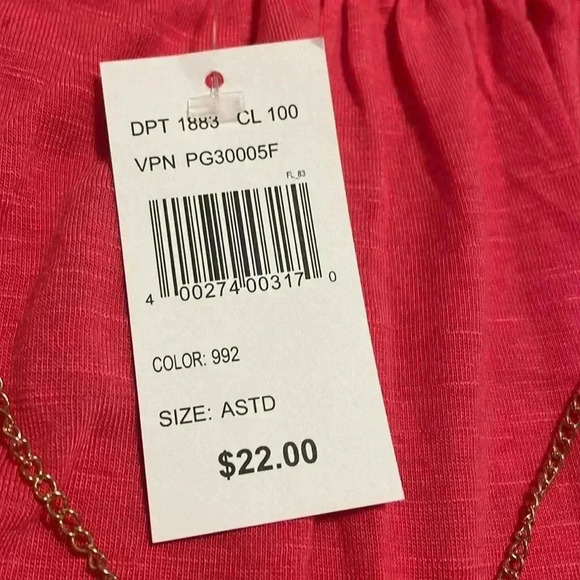 DPT 1883 CL 100
VPN PG30005F
FL_83
4 00274 00317 0
COLOR: 992
SIZE: ASTD
$22.00